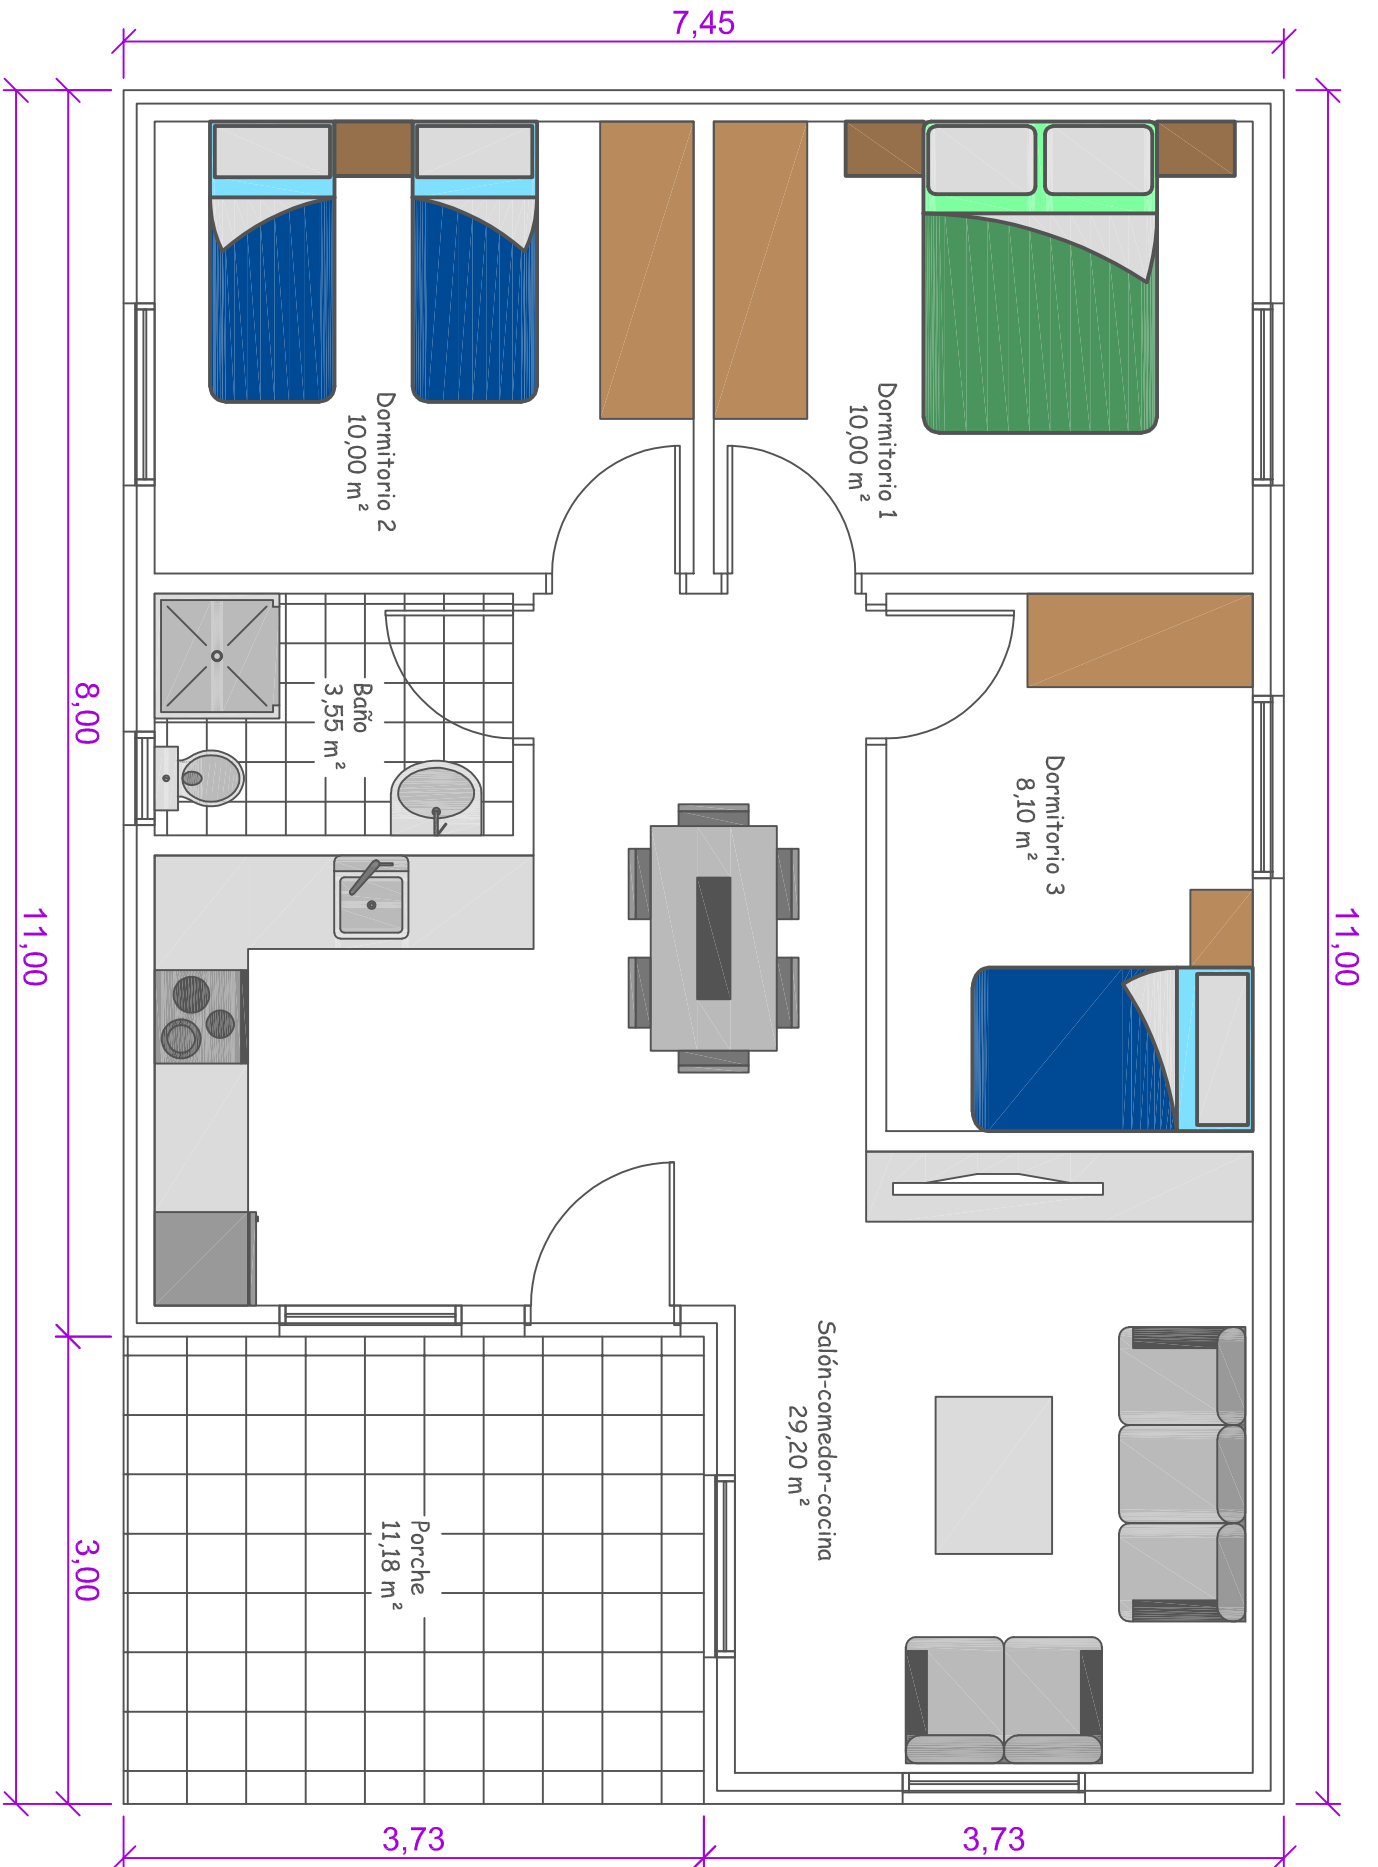 7,45
Dormitorio 2
10,00 m²
Dormitorio 1
10,00 m²
8,00
Baño
3,55 m²
Dormitorio 3
8,10 m²
11,00
11,00
Salón-comedor-cocina
29,20 m²
3,00
Porche
11,18 m²
3,73
3,73